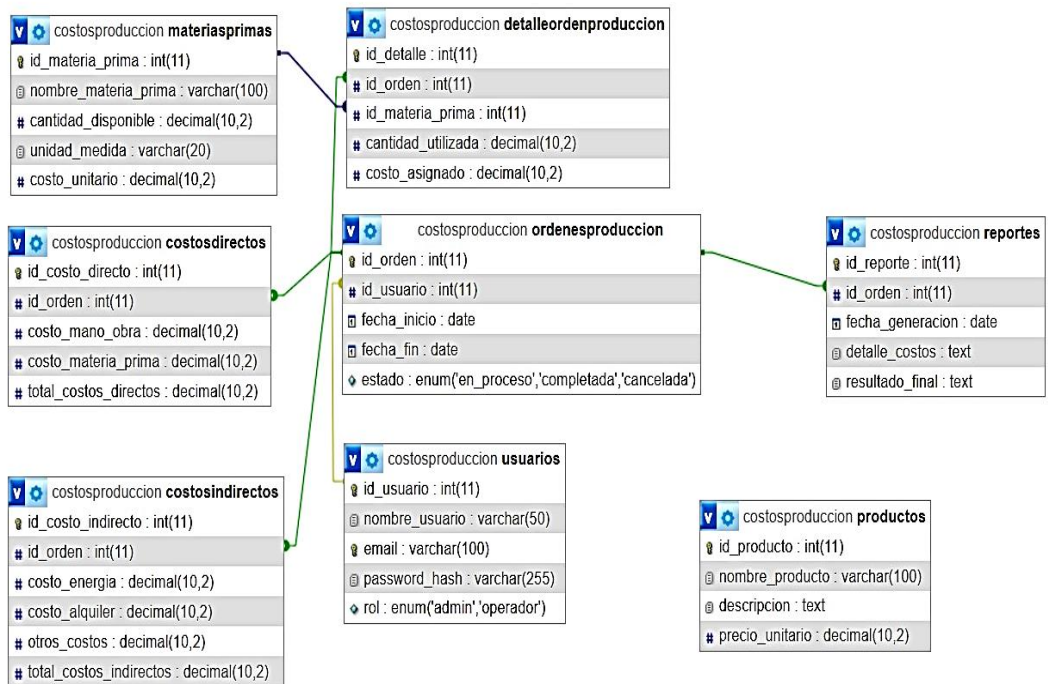 costosproduccion materiasprimas
id_materia_prima : int(11)
nombre_materia_prima : varchar(100)
cantidad_disponible : decimal(10,2)
unidad_medida : varchar(20)
costo_unitario : decimal(10,2)
costosproduccion detalleordenproduccion
id_detalle : int(11)
id_orden : int(11)
id_materia_prima : int(11)
cantidad_utilizada : decimal(10,2)
costo_asignado : decimal(10,2)
costosproduccion costosdirectos
id_costo_directo : int(11)
id_orden : int(11)
costo_mano_obra : decimal(10,2)
costo_materia_prima : decimal(10,2)
total_costos_directos : decimal(10,2)
costosproduccion ordenesproduccion
id_orden : int(11)
id_usuario : int(11)
fecha_inicio : date
fecha_fin : date
estado : enum('en_proceso','completada','cancelada')
costosproduccion reportes
id_reporte : int(11)
id_orden : int(11)
fecha_generacion : date
detalle_costos : text
resultado_final : text
costosproduccion costosindirectos
id_costo_indirecto : int(11)
id_orden : int(11)
costo_energia : decimal(10,2)
costo_alquiler : decimal(10,2)
otros_costos : decimal(10,2)
total_costos_indirectos : decimal(10,2)
costosproduccion usuarios
id_usuario : int(11)
nombre_usuario : varchar(50)
email : varchar(100)
password_hash : varchar(255)
rol : enum('admin','operador')
costosproduccion productos
id_producto : int(11)
nombre_producto : varchar(100)
descripcion : text
precio_unitario : decimal(10,2)